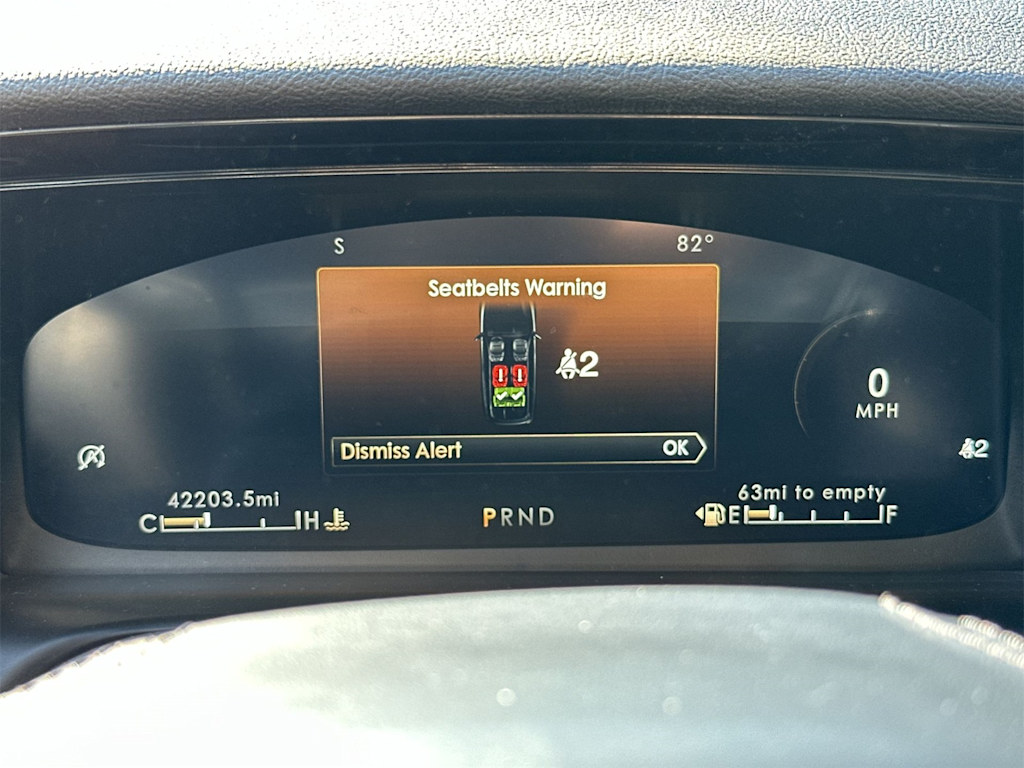 S
82°
Seatbelts Warning
2
Dismiss Alert OK
0
MPH
2
42203.5mi
C H
PRND
63mi to empty
E F